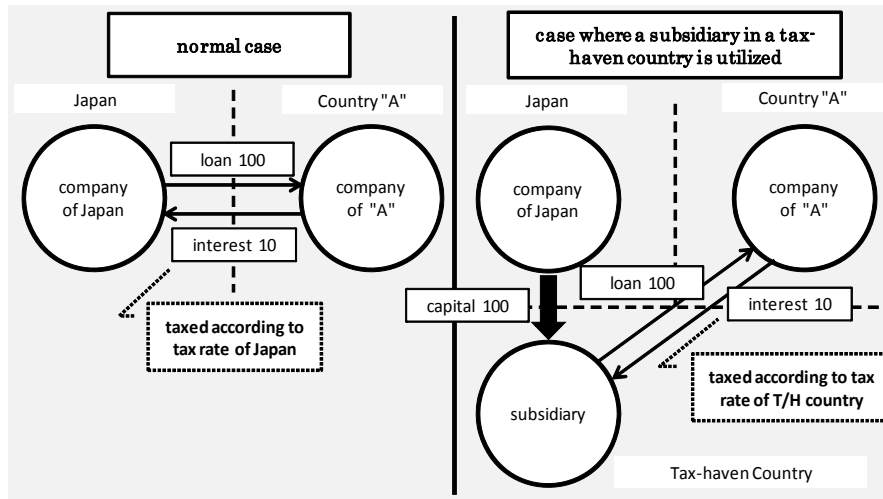 normal case
Japan
Country "A"
company
of Japan
loan 100
interest 10
company
of "A"
taxed according to
tax rate of Japan
case where a subsidiary in a tax-
haven country is utilized
Japan
Country "A"
company
of Japan
company
of "A"
loan 100
capital 100
interest 10
taxed according to tax
rate of T/H country
subsidiary
Tax-haven Country